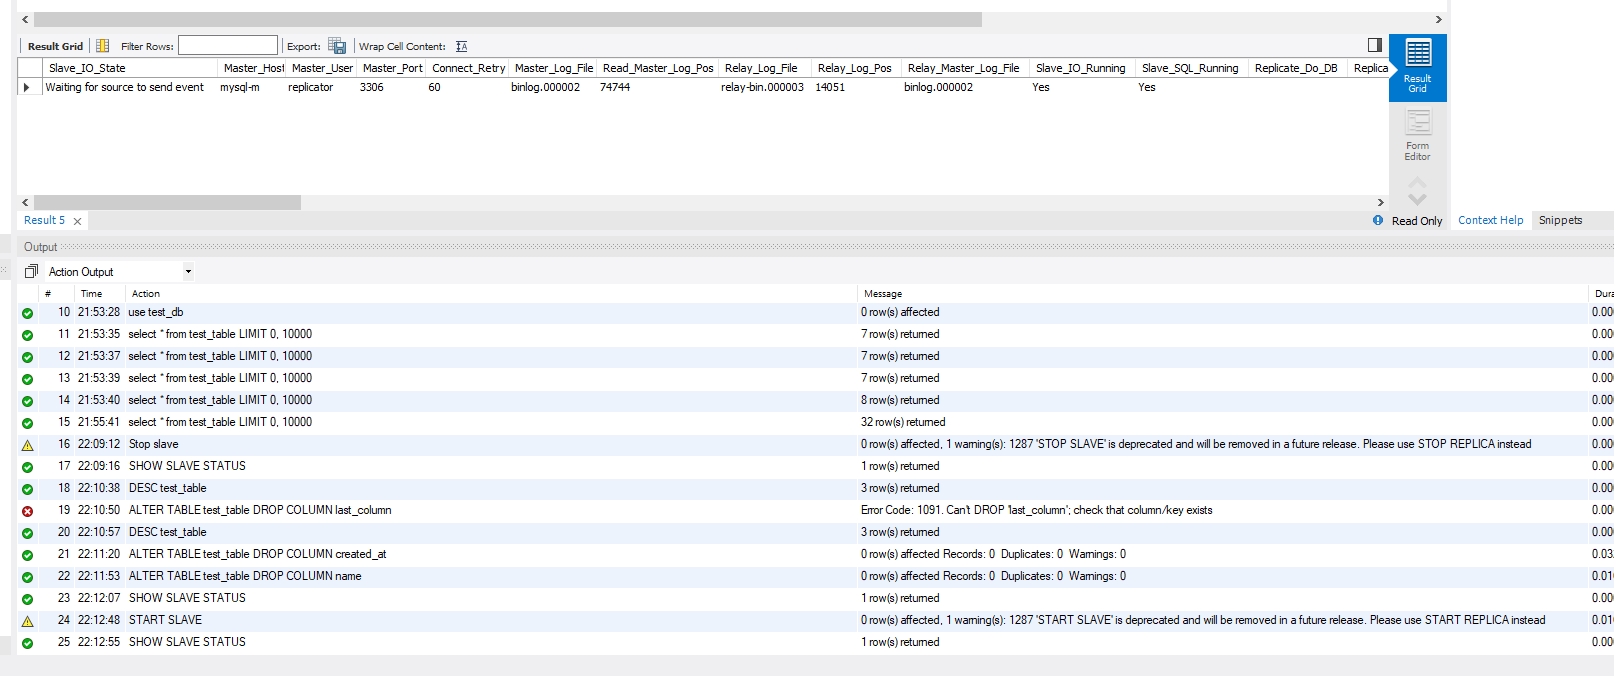 Result Grid Filter Rows: Export: Wrap Cell Content:
Slave_IO_State Master_Host Master_User Master_Port Connect_Retry Master_Log_File Read_Master_Log_Pos Relay_Log_File Relay_Log_Pos Relay_Master_Log_File Slave_IO_Running Slave_SQL_Running Replicate_Do_DB Replica
Waiting for source to send event mysql-m replicator 3306 60 binlog.000002 74744 relay-bin.000003 14051 binlog.000002 Yes Yes
Result
Grid
Form
Editor
Result 5 Read Only Context Help Snippets
Output
Action Output
# Time Action Message Dura
10 21:53:28 use test_db 0 row(s) affected 0.00
11 21:53:35 select * from test_table LIMIT 0, 10000 7 row(s) returned 0.00
12 21:53:37 select * from test_table LIMIT 0, 10000 7 row(s) returned 0.00
13 21:53:39 select * from test_table LIMIT 0, 10000 7 row(s) returned 0.00
14 21:53:40 select * from test_table LIMIT 0, 10000 8 row(s) returned 0.00
15 21:55:41 select * from test_table LIMIT 0, 10000 32 row(s) returned 0.00
16 22:09:12 Stop slave 0 row(s) affected, 1 warning(s): 1287 'STOP SLAVE' is deprecated and will be removed in a future release. Please use STOP REPLICA instead 0.00
17 22:09:16 SHOW SLAVE STATUS 1 row(s) returned 0.00
18 22:10:38 DESC test_table 3 row(s) returned 0.00
19 22:10:50 ALTER TABLE test_table DROP COLUMN last_column Error Code: 1091. Can't DROP 'last_column'; check that column/key exists 0.00
20 22:10:57 DESC test_table 3 row(s) returned 0.00
21 22:11:20 ALTER TABLE test_table DROP COLUMN created_at 0 row(s) affected Records: 0 Duplicates: 0 Warnings: 0 0.03
22 22:11:53 ALTER TABLE test_table DROP COLUMN name 0 row(s) affected Records: 0 Duplicates: 0 Warnings: 0 0.01
23 22:12:07 SHOW SLAVE STATUS 1 row(s) returned 0.00
24 22:12:48 START SLAVE 0 row(s) affected, 1 warning(s): 1287 'START SLAVE' is deprecated and will be removed in a future release. Please use START REPLICA instead 0.01
25 22:12:55 SHOW SLAVE STATUS 1 row(s) returned 0.00